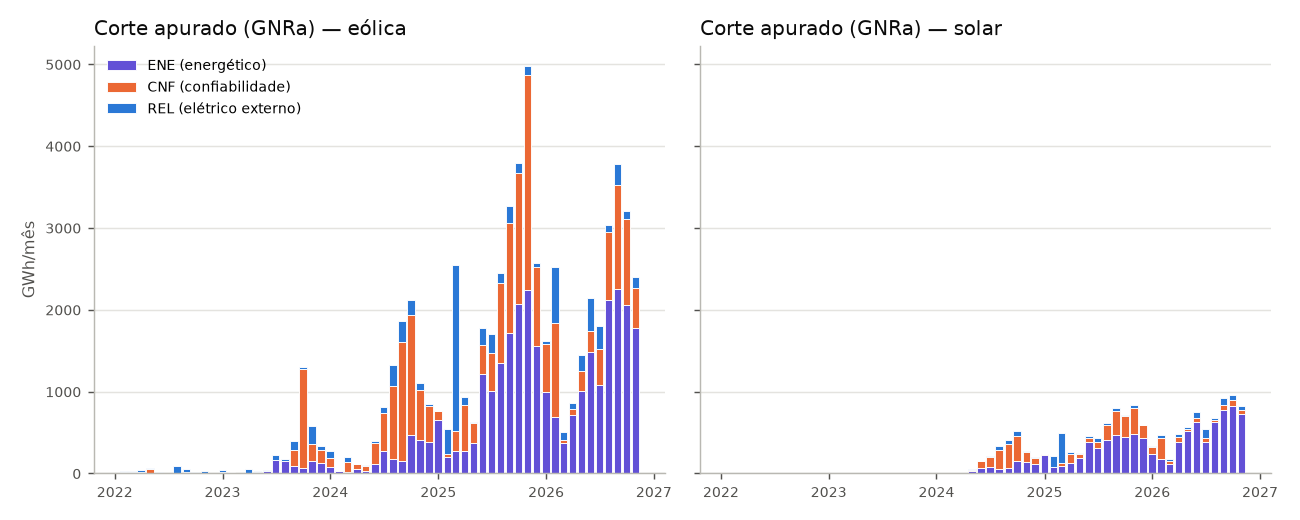 Corte apurado (GNRa) — eólica
Corte apurado (GNRa) — solar
ENE (energético)
CNF (confiabilidade)
REL (elétrico externo)
GWh/mês
5000
4000
3000
2000
1000
0
2022 2023 2024 2025 2026 2027
2022 2023 2024 2025 2026 2027